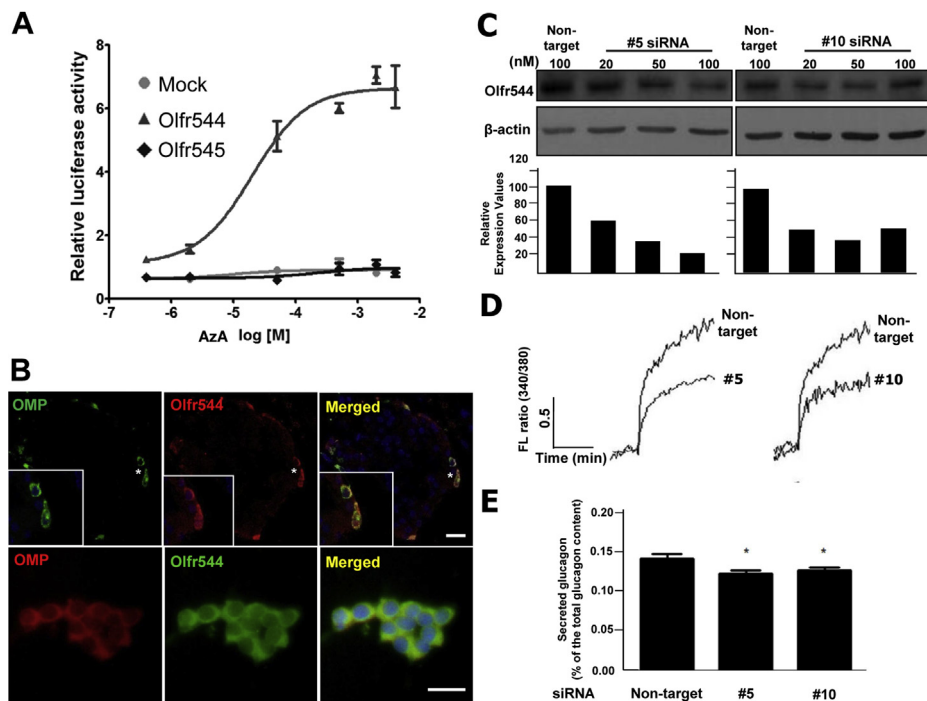 A
Relative luciferase activity
8
6
4
2
0
Mock
Olfr544
Olfr545
-7 -6 -5 -4 -3 -2
AzA log [M]
B
OMP Olfr544 Merged
* * *
OMP Olfr544 Merged
C
Non-target #5 siRNA Non-target #10 siRNA
(nM) 100 20 50 100 100 20 50 100
Olfr544
β-actin
Relative Expression Values
120
100
80
60
40
20
D
FL ratio (340/380)
0.5
Time (min)
Non-target
#5
Non-target
#10
E
Secreted glucagon
(% of the total glucagon content)
0.20
0.15
0.10
0.05
0.00
* *
siRNA Non-target #5 #10